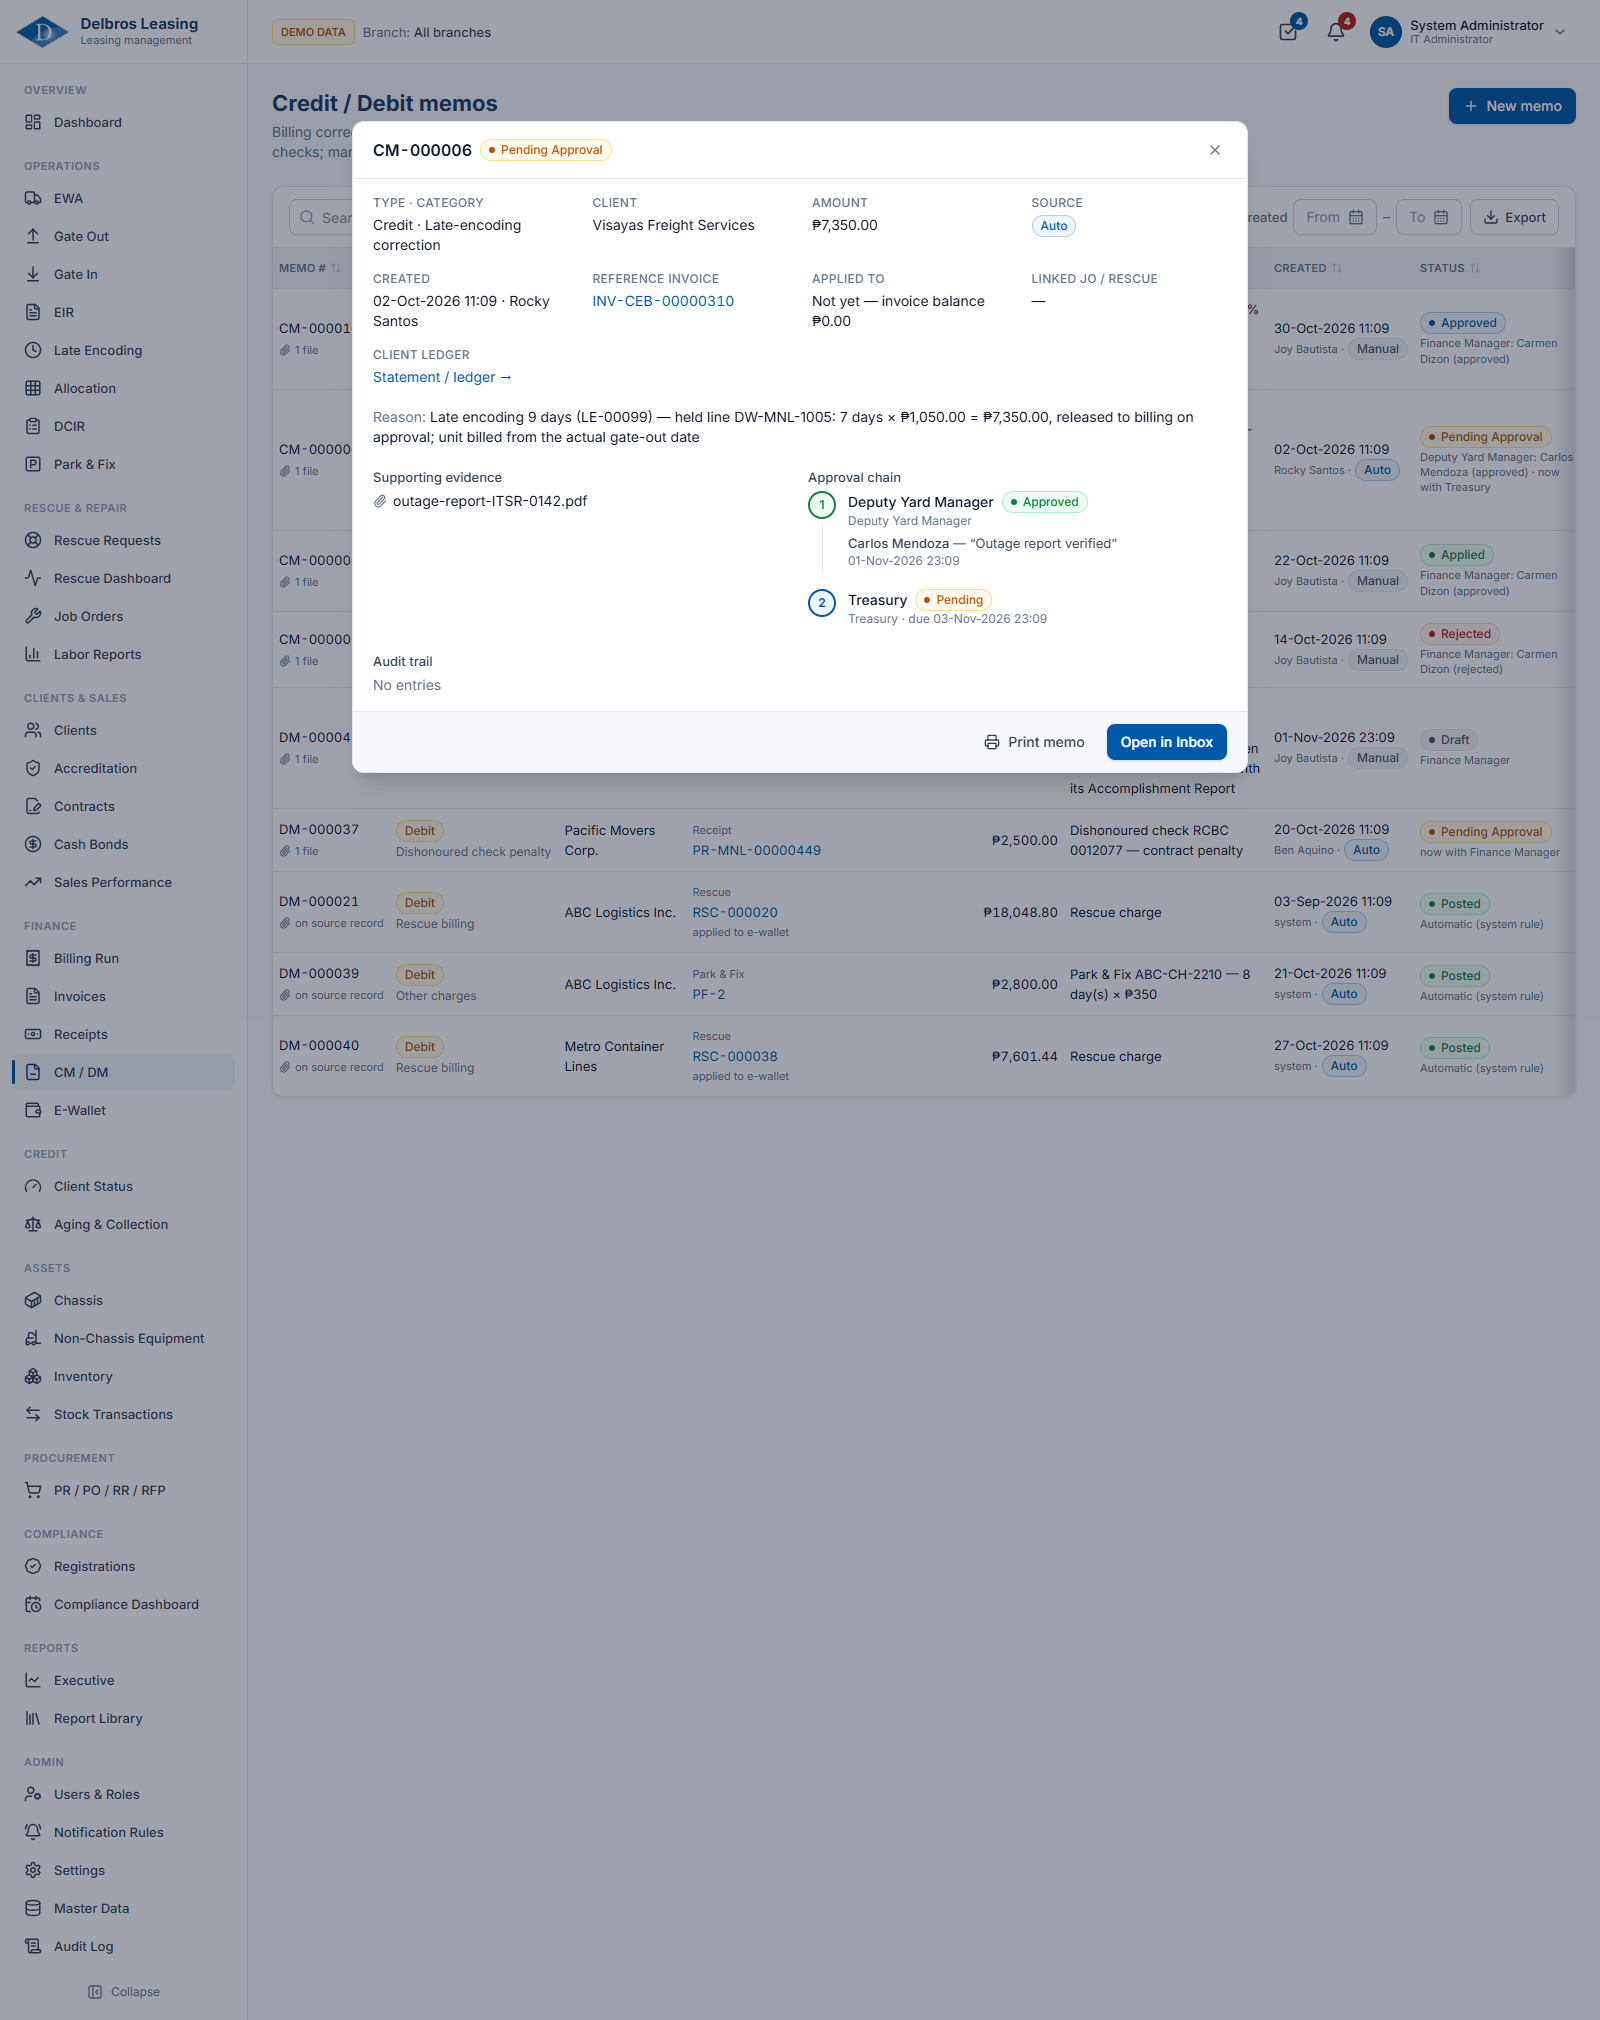 Delbros Leasing
Leasing management
DEMO DATA
Branch: All branches
4
4
SA
System Administrator
IT Administrator
OVERVIEW
Dashboard
OPERATIONS
EWA
Gate Out
Gate In
EIR
Late Encoding
Allocation
DCIR
Park & Fix
RESCUE & REPAIR
Rescue Requests
Rescue Dashboard
Job Orders
Labor Reports
CLIENTS & SALES
Clients
Accreditation
Contracts
Cash Bonds
Sales Performance
FINANCE
Billing Run
Invoices
Receipts
CM / DM
E-Wallet
CREDIT
Client Status
Aging & Collection
ASSETS
Chassis
Non-Chassis Equipment
Inventory
Stock Transactions
PROCUREMENT
PR / PO / RR / RFP
COMPLIANCE
Registrations
Compliance Dashboard
REPORTS
Executive
Report Library
ADMIN
Users & Roles
Notification Rules
Settings
Master Data
Audit Log
Collapse
Credit / Debit memos
New memo
From
–
To
Export
CM-000006
Pending Approval
TYPE · CATEGORY
Credit · Late-encoding correction
CLIENT
Visayas Freight Services
AMOUNT
₱7,350.00
SOURCE
Auto
CREATED
02-Oct-2026 11:09 · Rocky Santos
REFERENCE INVOICE
INV-CEB-00000310
APPLIED TO
Not yet — invoice balance ₱0.00
LINKED JO / RESCUE
—
CLIENT LEDGER
Statement / ledger →
Reason: Late encoding 9 days (LE-00099) — held line DW-MNL-1005: 7 days × ₱1,050.00 = ₱7,350.00, released to billing on
approval; unit billed from the actual gate-out date
Supporting evidence
outage-report-ITSR-0142.pdf
Approval chain
1
Deputy Yard Manager
Approved
Deputy Yard Manager
Carlos Mendoza — “Outage report verified”
01-Nov-2026 23:09
2
Treasury
Pending
Treasury · due 03-Nov-2026 23:09
Audit trail
No entries
Print memo
Open in Inbox
MEMO #
CREATED
STATUS
1 file
30-Oct-2026 11:09
Joy Bautista · Manual
Approved
Finance Manager: Carmen
Dizon (approved)
1 file
02-Oct-2026 11:09
Rocky Santos · Auto
Pending Approval
Deputy Yard Manager: Carlos
Mendoza (approved) · now
with Treasury
1 file
22-Oct-2026 11:09
Joy Bautista · Manual
Applied
Finance Manager: Carmen
Dizon (approved)
1 file
14-Oct-2026 11:09
Joy Bautista · Manual
Rejected
Finance Manager: Carmen
Dizon (rejected)
1 file
its Accomplishment Report
01-Nov-2026 23:09
Joy Bautista · Manual
Draft
Finance Manager
DM-000037
1 file
Debit
Dishonoured check penalty
Pacific Movers
Corp.
Receipt
PR-MNL-00000449
₱2,500.00
Dishonoured check RCBC
0012077 — contract penalty
20-Oct-2026 11:09
Ben Aquino · Auto
Pending Approval
now with Finance Manager
DM-000021
on source record
Debit
Rescue billing
ABC Logistics Inc.
Rescue
RSC-000020
applied to e-wallet
₱18,048.80
Rescue charge
03-Sep-2026 11:09
system · Auto
Posted
Automatic (system rule)
DM-000039
on source record
Debit
Other charges
ABC Logistics Inc.
Park & Fix
PF-2
₱2,800.00
Park & Fix ABC-CH-2210 — 8
day(s) × ₱350
21-Oct-2026 11:09
system · Auto
Posted
Automatic (system rule)
DM-000040
on source record
Debit
Rescue billing
Metro Container
Lines
Rescue
RSC-000038
applied to e-wallet
₱7,601.44
Rescue charge
27-Oct-2026 11:09
system · Auto
Posted
Automatic (system rule)